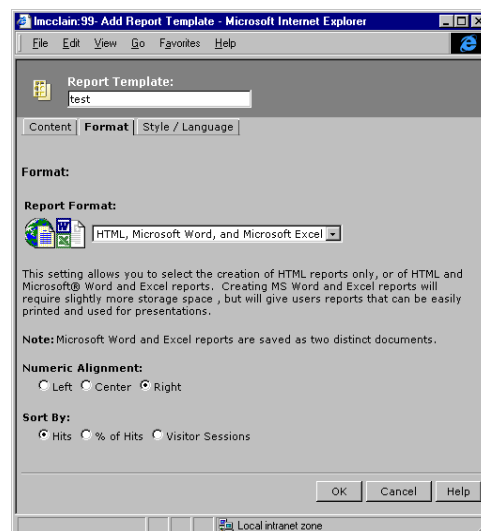 lmcclain:99- Add Report Template - Microsoft Internet Explorer
File Edit View Go Favorites Help
Report Template:
test
Content Format Style / Language
Format:
Report Format:
HTML, Microsoft Word, and Microsoft Excel
This setting allows you to select the creation of HTML reports only, or of HTML and
Microsoft® Word and Excel reports. Creating MS Word and Excel reports will
require slightly more storage space , but will give users reports that can be easily
printed and used for presentations.
Note: Microsoft Word and Excel reports are saved as two distinct documents.
Numeric Alignment:
Left Center Right
Sort By:
Hits % of Hits Visitor Sessions
OK Cancel Help
Local intranet zone